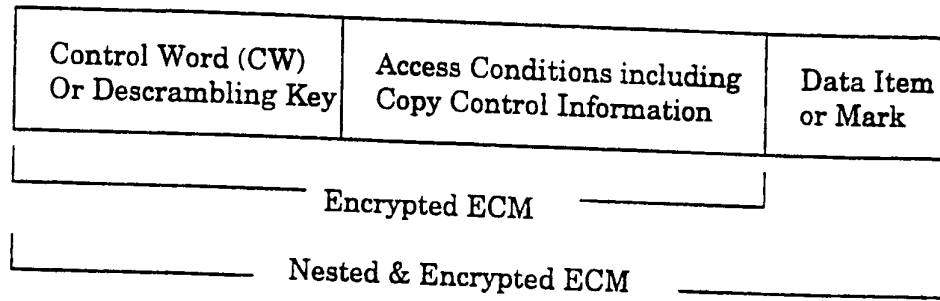 Control Word (CW)
Or Descrambling Key
Access Conditions including
Copy Control Information
Data Item
or Mark
Encrypted ECM
Nested & Encrypted ECM